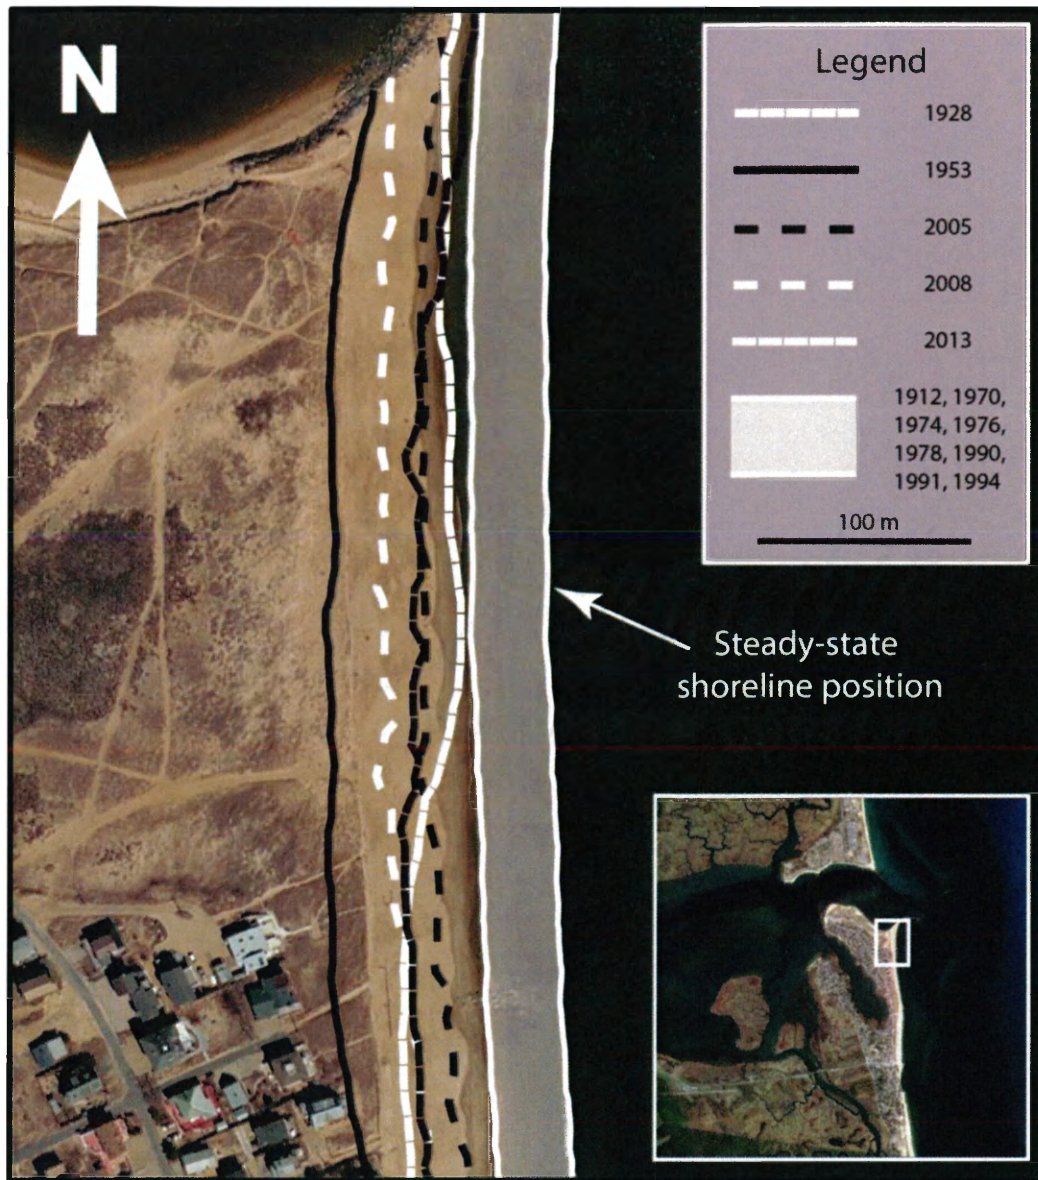 N
Legend
1928
1953
2005
2008
2013
1912, 1970,
1974, 1976,
1978, 1990,
1991, 1994
100 m
Steady-state
shoreline position